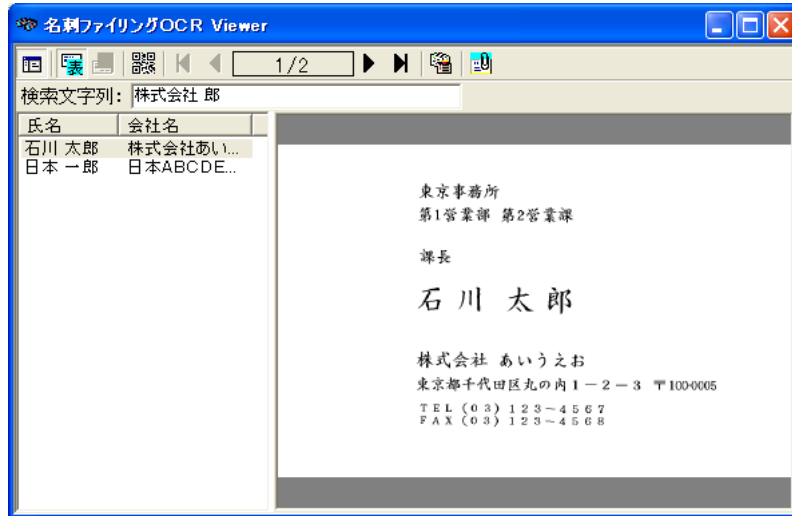 名刺ファイリングOCR Viewer
表
1/2
検索文字列: 株式会社 郎
氏名 会社名
石川 太郎 株式会社あい...
日本 一郎 日本ABCDE...
東京事務所
第1営業部 第2営業課
課長
石川 太郎
株式会社 あいうえお
東京都千代田区丸の内1-2-3 〒100-0005
TEL (03) 123-4567
FAX (03) 123-4568